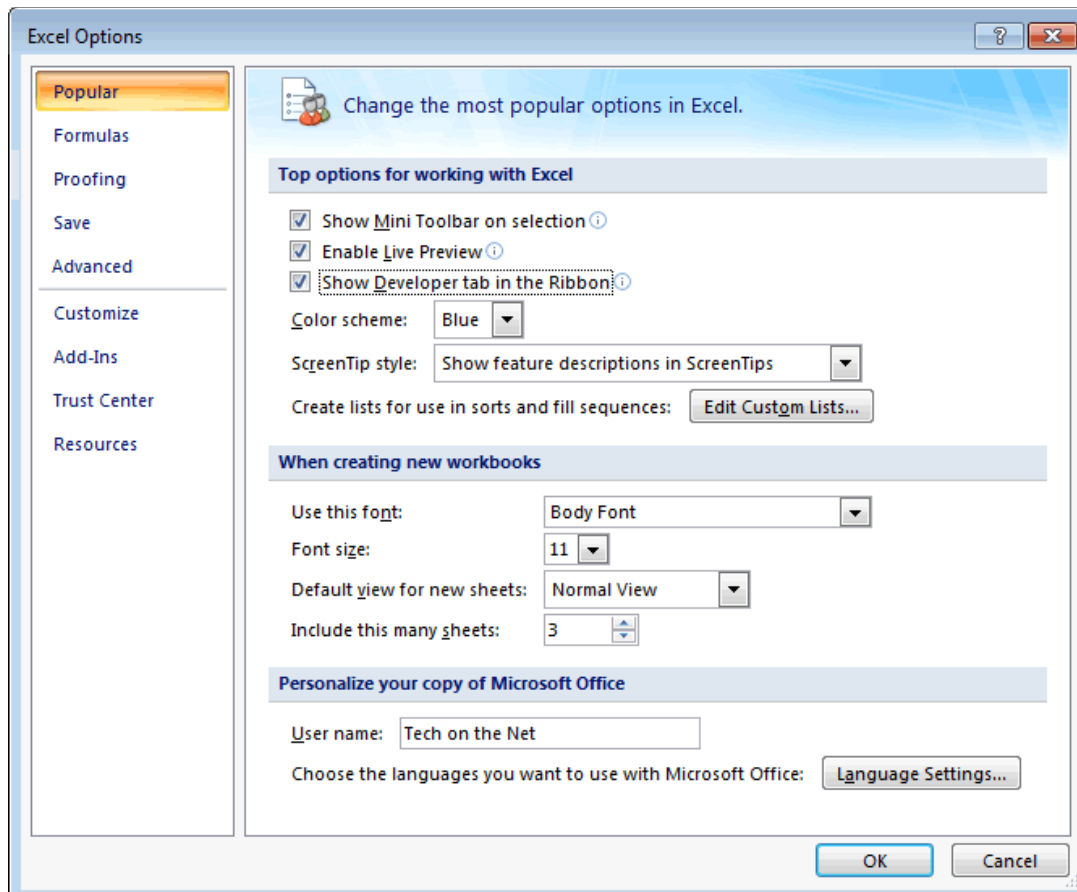 Excel Options
Popular
Formulas
Proofing
Save
Advanced
Customize
Add-Ins
Trust Center
Resources
Change the most popular options in Excel.
Top options for working with Excel
Show Mini Toolbar on selection
Enable Live Preview
Show Developer tab in the Ribbon
Color scheme: Blue
ScreenTip style: Show feature descriptions in ScreenTips
Create lists for use in sorts and fill sequences: Edit Custom Lists...
When creating new workbooks
Use this font: Body Font
Font size: 11
Default view for new sheets: Normal View
Include this many sheets: 3
Personalize your copy of Microsoft Office
User name: Tech on the Net
Choose the languages you want to use with Microsoft Office: Language Settings...
OK Cancel